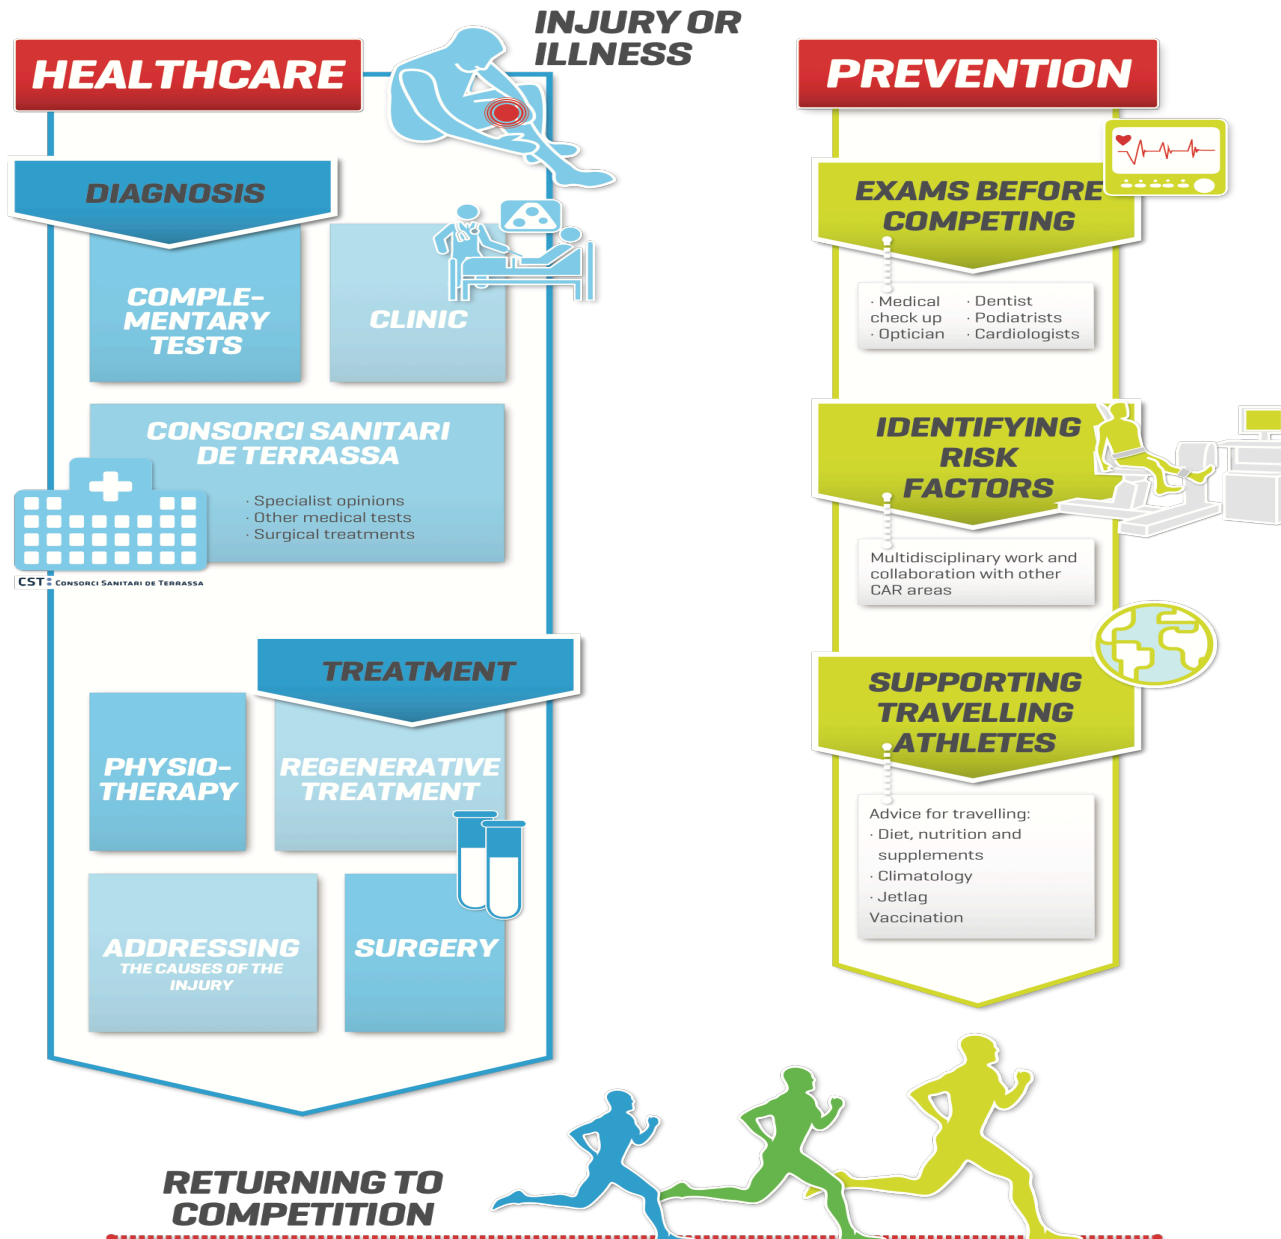 INJURY OR
ILLNESS
HEALTHCARE
DIAGNOSIS
COMPLE-
MENTARY
TESTS
CLINIC
CONSORCI SANITARI
DE TERRASSA
· Specialist opinions
· Other medical tests
· Surgical treatments
CST CONSORCI SANITARI DE TERRASSA
TREATMENT
PHYSIO-
THERAPY
REGENERATIVE
TREATMENT
ADDRESSING
THE CAUSES OF THE
INJURY
SURGERY
PREVENTION
EXAMS BEFORE
COMPETING
· Medical
check up
· Optician
· Dentist
· Podiatrists
· Cardiologists
IDENTIFYING
RISK
FACTORS
Multidisciplinary work and
collaboration with other
CAR areas
SUPPORTING
TRAVELLING
ATHLETES
Advice for travelling:
· Diet, nutrition and
supplements
· Climatology
· Jetlag
Vaccination
RETURNING TO
COMPETITION